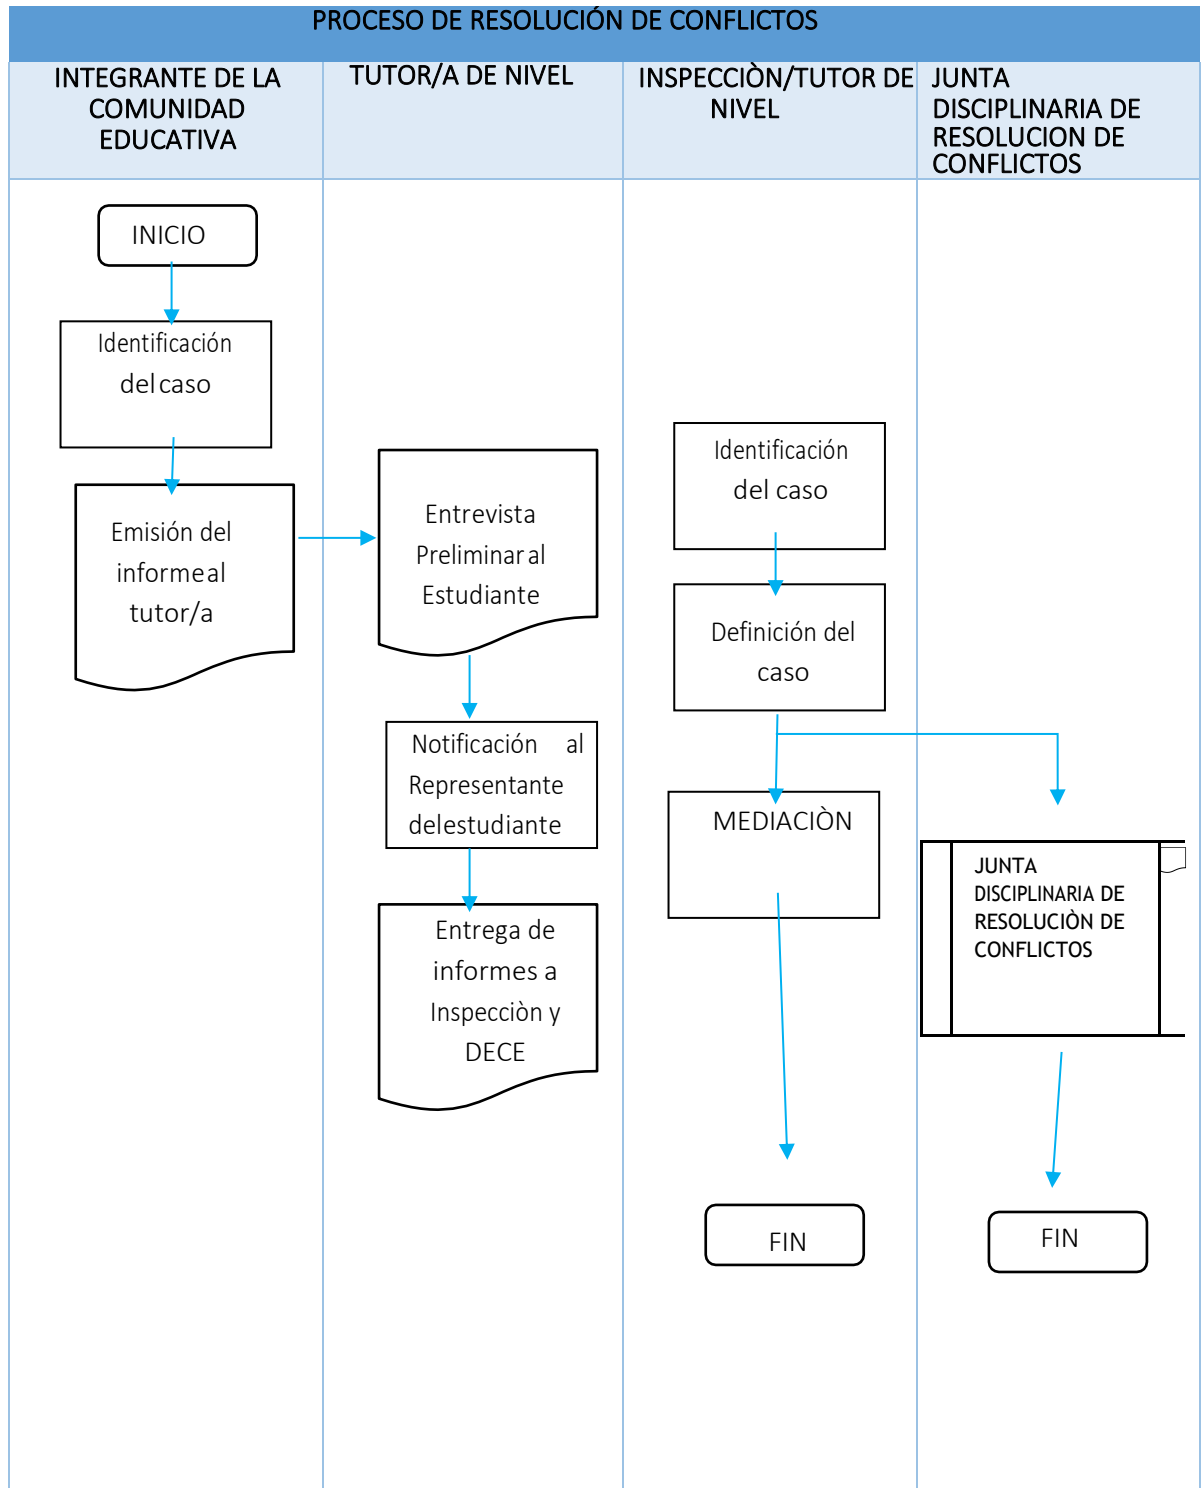 PROCESO DE RESOLUCIÓN DE CONFLICTOS
INTEGRANTE DE LA
COMUNIDAD
EDUCATIVA
TUTOR/A DE NIVEL
INSPECCIÒN/TUTOR DE
NIVEL
JUNTA
DISCIPLINARIA DE
RESOLUCION DE
CONFLICTOS
INICIO
Identificación
del caso
Emisión del
informe al
tutor/a
Entrevista
Preliminar al
Estudiante
Notificación al
Representante
delestudiante
Entrega de
informes a
Inspecciòn y
DECE
Identificación
del caso
Definición del
caso
MEDIACIÒN
FIN
JUNTA
DISCIPLINARIA DE
RESOLUCIÒN DE
CONFLICTOS
FIN